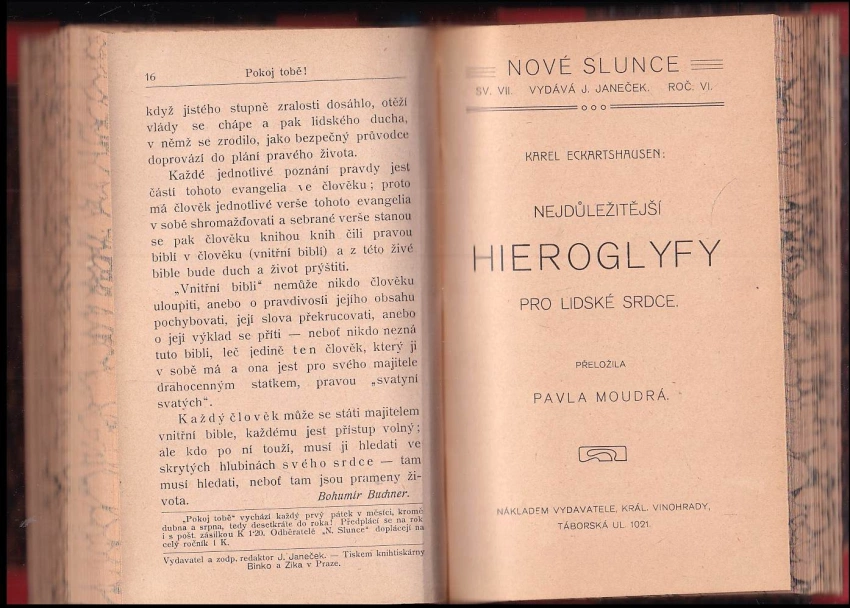 16 Pokoj tobě!
když jistého stupně zralosti dosáhlo, otěží
vlády se chápe a pak lidského ducha,
v němž se zrodilo, jako bezpečný průvodce
doprovází do plání pravého života.
Každé jednotlivé poznání pravdy jest
částí tohoto evangelia ve člověku; proto
má člověk jednotlivé verše tohoto evangelia
v sobě shromažďovati a sebrané verše stanou
se pak člověku knihou knih čili pravou
biblí v člověku (vnitřní biblí) a z této živé
bible bude duch a život prýštiti.
„Vnitřní bibli“ nemůže nikdo člověku
uloupiti, anebo o pravdivosti jejího obsahu
pochybovati, její slova překrucovati, anebo
o její výklad se příti — neboť nikdo nezná
tuto bibli, leč jedině ten člověk, který ji
v sobě má a ona jest pro svého majitele
drahocenným statkem, pravou „svatyní
svatých“.
Každý člověk může se státi majitelem
vnitřní bible, každému jest přístup volný;
ale kdo po ní touží, musí ji hledati ve
skrytých hlubinách svého srdce — tam
musí hledati, neboť tam jsou prameny ži-
vota. Bohumír Buchner.
„Pokoj tobě“ vychází každý prvý pátek v měsíci, kromě
dubna a srpna, tedy desetkráte do roka! Předplácí se na rok
i s pošt. zásilkou K 1·20. Odběratelé „N. Slunce“ doplácejí na
celý ročník 1 K.
Vydavatel a zodp. redaktor J. Janeček. — Tiskem knihtiskárny
Binko a Zika v Praze.
NOVÉ SLUNCE
SV. VII. VYDÁVÁ J. JANEČEK. ROČ. VI.
KAREL ECKARTSHAUSEN:
NEJDŮLEŽITĚJŠÍ
HIEROGLYFY
PRO LIDSKÉ SRDCE.
PŘELOŽILA
PAVLA MOUDRÁ.
NÁKLADEM VYDAVATELE, KRÁL. VINOHRADY,
TÁBORSKÁ UL. 1021.